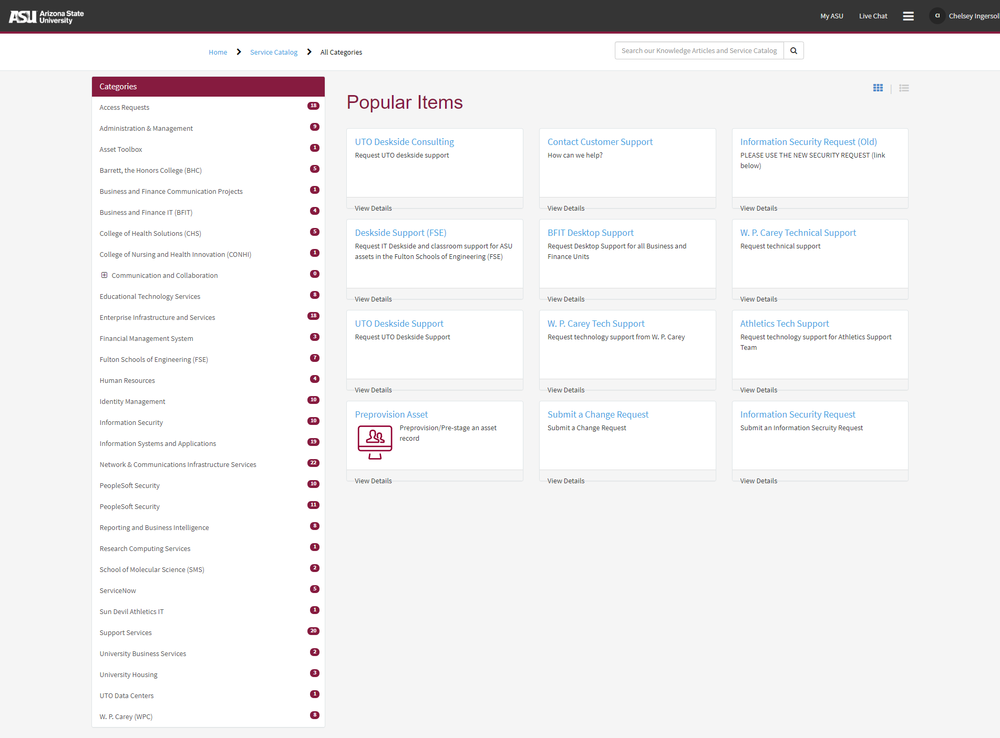 ASU Arizona State
University
My ASU
Live Chat
CI
Chelsey Ingersol
Home
Service Catalog
All Categories
Search our Knowledge Articles and Service Catalog
Categories
Access Requests 18
Administration & Management 9
Asset Toolbox 1
Barrett, the Honors College (BHC) 5
Business and Finance Communication Projects 1
Business and Finance IT (BFIT) 4
College of Health Solutions (CHS) 5
College of Nursing and Health Innovation (CONHI) 1
Communication and Collaboration 0
Educational Technology Services 8
Enterprise Infrastructure and Services 18
Financial Management System 3
Fulton Schools of Engineering (FSE) 7
Human Resources 4
Identity Management 10
Information Security 10
Information Systems and Applications 19
Network & Communications Infrastructure Services 22
PeopleSoft Security 10
PeopleSoft Security 11
Reporting and Business Intelligence 8
Research Computing Services 1
School of Molecular Science (SMS) 2
ServiceNow 5
Sun Devil Athletics IT 1
Support Services 20
University Business Services 2
University Housing 3
UTO Data Centers 1
W. P. Carey (WPC) 8
Popular Items
UTO Deskside Consulting
Request UTO deskside support
View Details
Contact Customer Support
How can we help?
View Details
Information Security Request (Old)
PLEASE USE THE NEW SECURITY REQUEST (link
below)
View Details
Deskside Support (FSE)
Request IT Deskside and classroom support for ASU
assets in the Fulton Schools of Engineering (FSE)
View Details
BFIT Desktop Support
Request Desktop Support for all Business and
Finance Units
View Details
W. P. Carey Technical Support
Request technical support
View Details
UTO Deskside Support
Request UTO Deskside Support
View Details
W. P. Carey Tech Support
Request technology support from W. P. Carey
View Details
Athletics Tech Support
Request technology support for Athletics Support
Team
View Details
Preprovision Asset
Preprovision/Pre-stage an asset
record
View Details
Submit a Change Request
Submit a Change Request
View Details
Information Security Request
Submit an Information Secruity Request
View Details